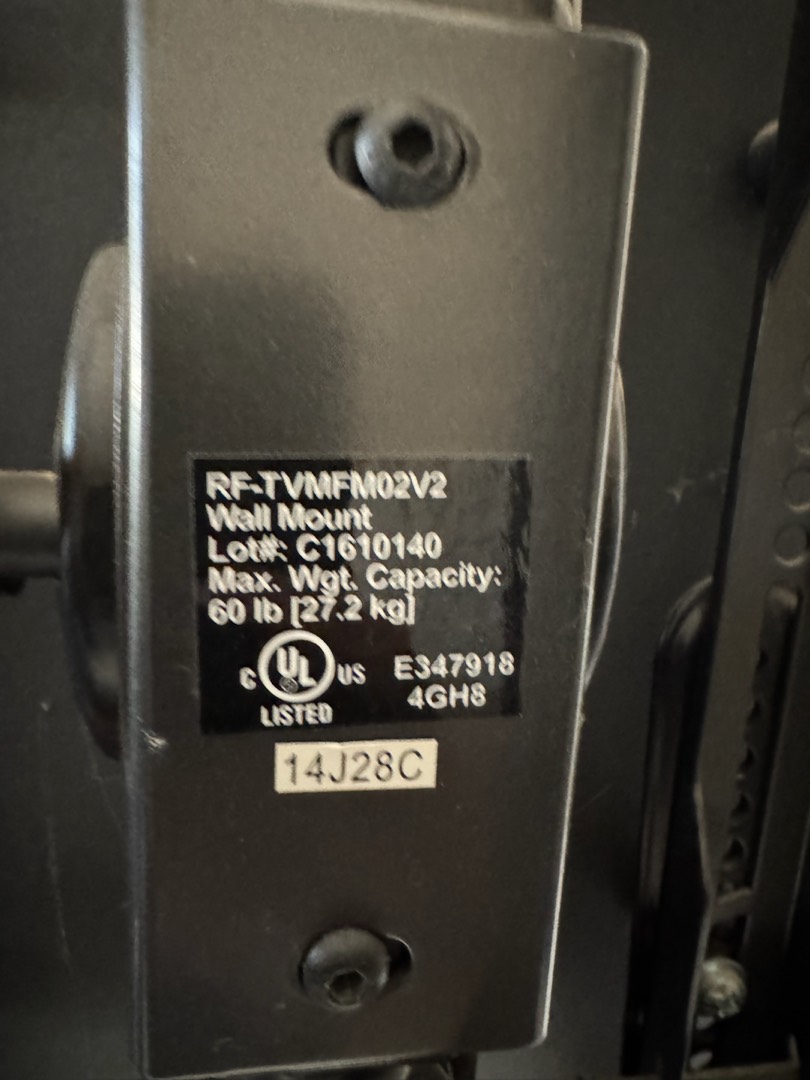 RF-TVMFM02V2
Wall Mount
Lot#: C1610140
Max. Wgt. Capacity:
60 lb [27.2 kg]
C UL US E347918
LISTED 4GH8
14J28C